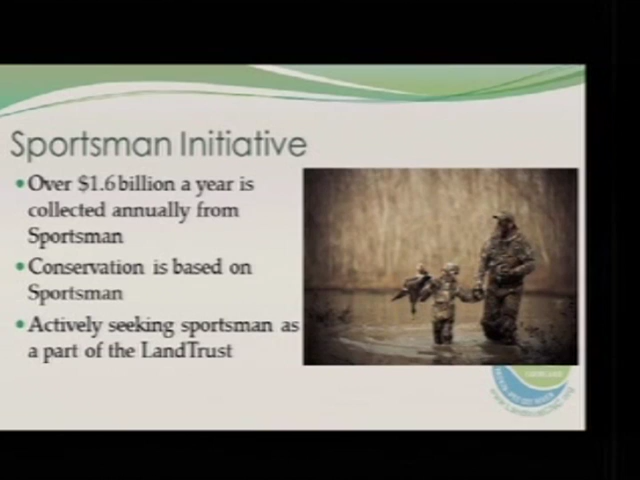 Sportsman Initiative
Over $1.6 billion a year is
collected annually from
Sportsman
Conservation is based on
Sportsman
Actively seeking sportsman as
a part of the LandTrust